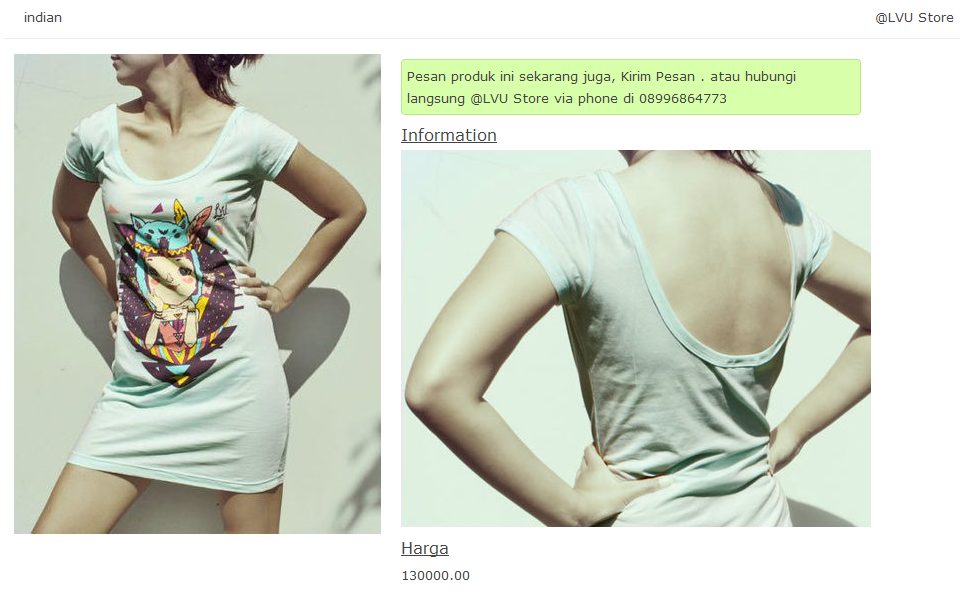 indian
@LVU Store
Pesan produk ini sekarang juga, Kirim Pesan . atau hubungi
langsung @LVU Store via phone di 08996864773
Information
Harga
130000.00